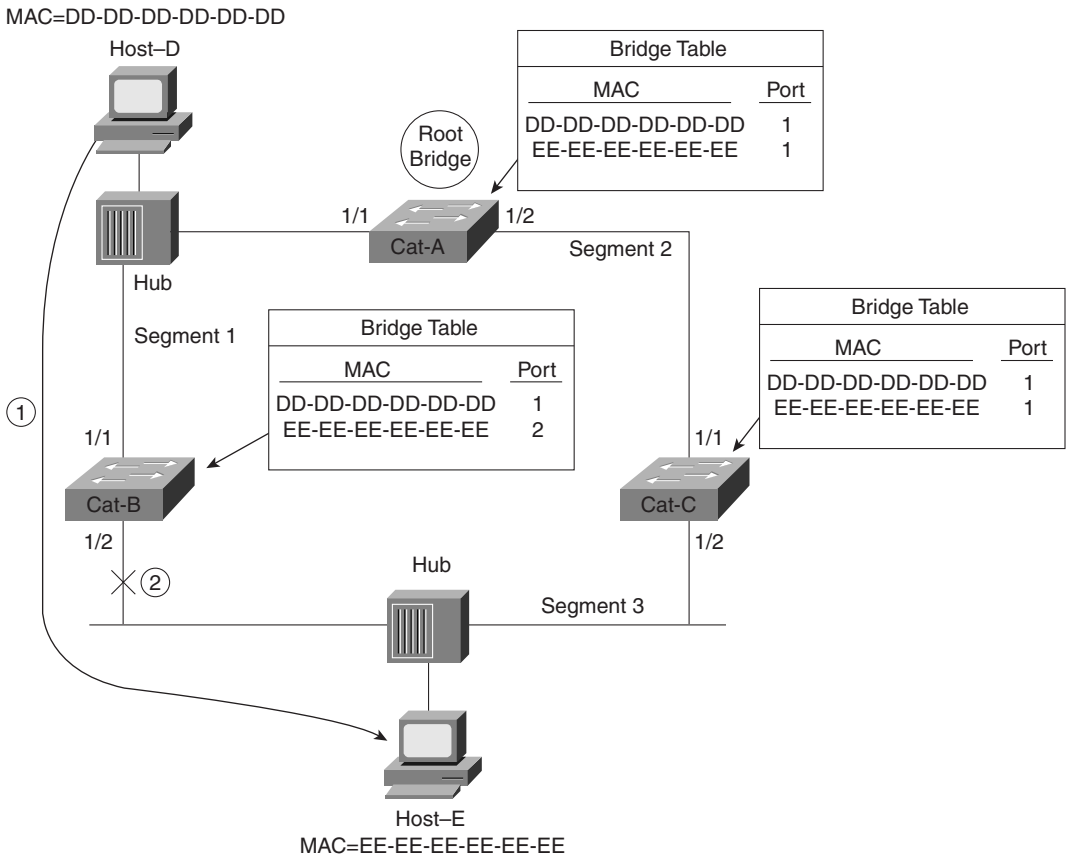 MAC=DD-DD-DD-DD-DD-DD
Host–D
Bridge Table
MAC Port
DD-DD-DD-DD-DD-DD 1
EE-EE-EE-EE-EE-EE 1
Root
Bridge
1/1
1/2
Cat-A
Segment 2
Hub
Segment 1
Bridge Table
MAC Port
DD-DD-DD-DD-DD-DD 1
EE-EE-EE-EE-EE-EE 2
Bridge Table
MAC Port
DD-DD-DD-DD-DD-DD 1
EE-EE-EE-EE-EE-EE 1
1
1/1
Cat-B
1/2
2
1/1
Cat-C
1/2
Hub
Segment 3
Host–E
MAC=EE-EE-EE-EE-EE-EE